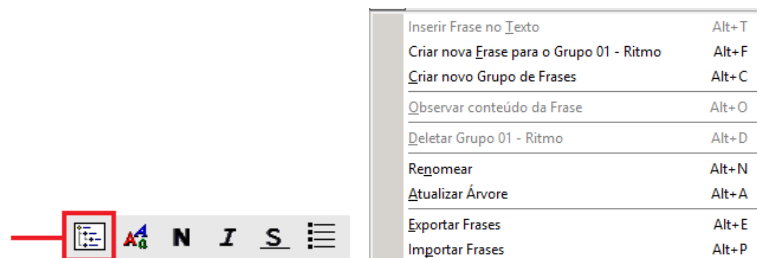 Inserir Frase no Texto Alt+T
Criar nova Frase para o Grupo 01 - Ritmo Alt+F
Criar novo Grupo de Frases Alt+C
Observar conteúdo da Frase Alt+O
Deletar Grupo 01 - Ritmo Alt+D
Renomear Alt+N
Atualizar Árvore Alt+A
Exportar Frases Alt+E
Importar Frases Alt+P
A A a N I S